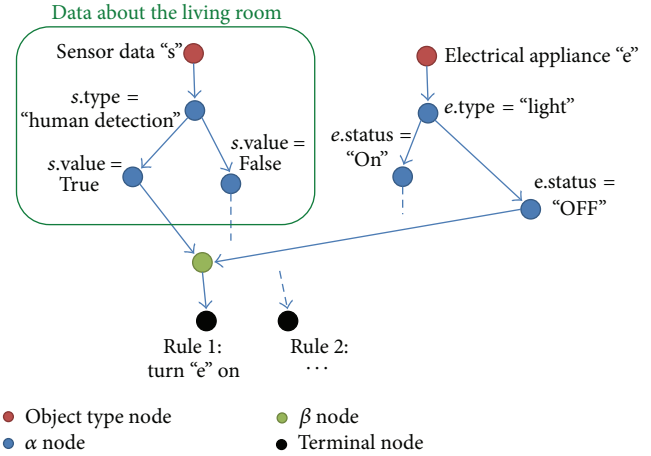 Data about the living room
Sensor data “s”
s.type =
“human detection”
s.value =
True
s.value =
False
Electrical appliance “e”
e.type = “light”
e.status =
“On”
e.status =
“OFF”
Rule 1:
turn “e” on
Rule 2:
· · ·
Object type node
α node
β node
Terminal node